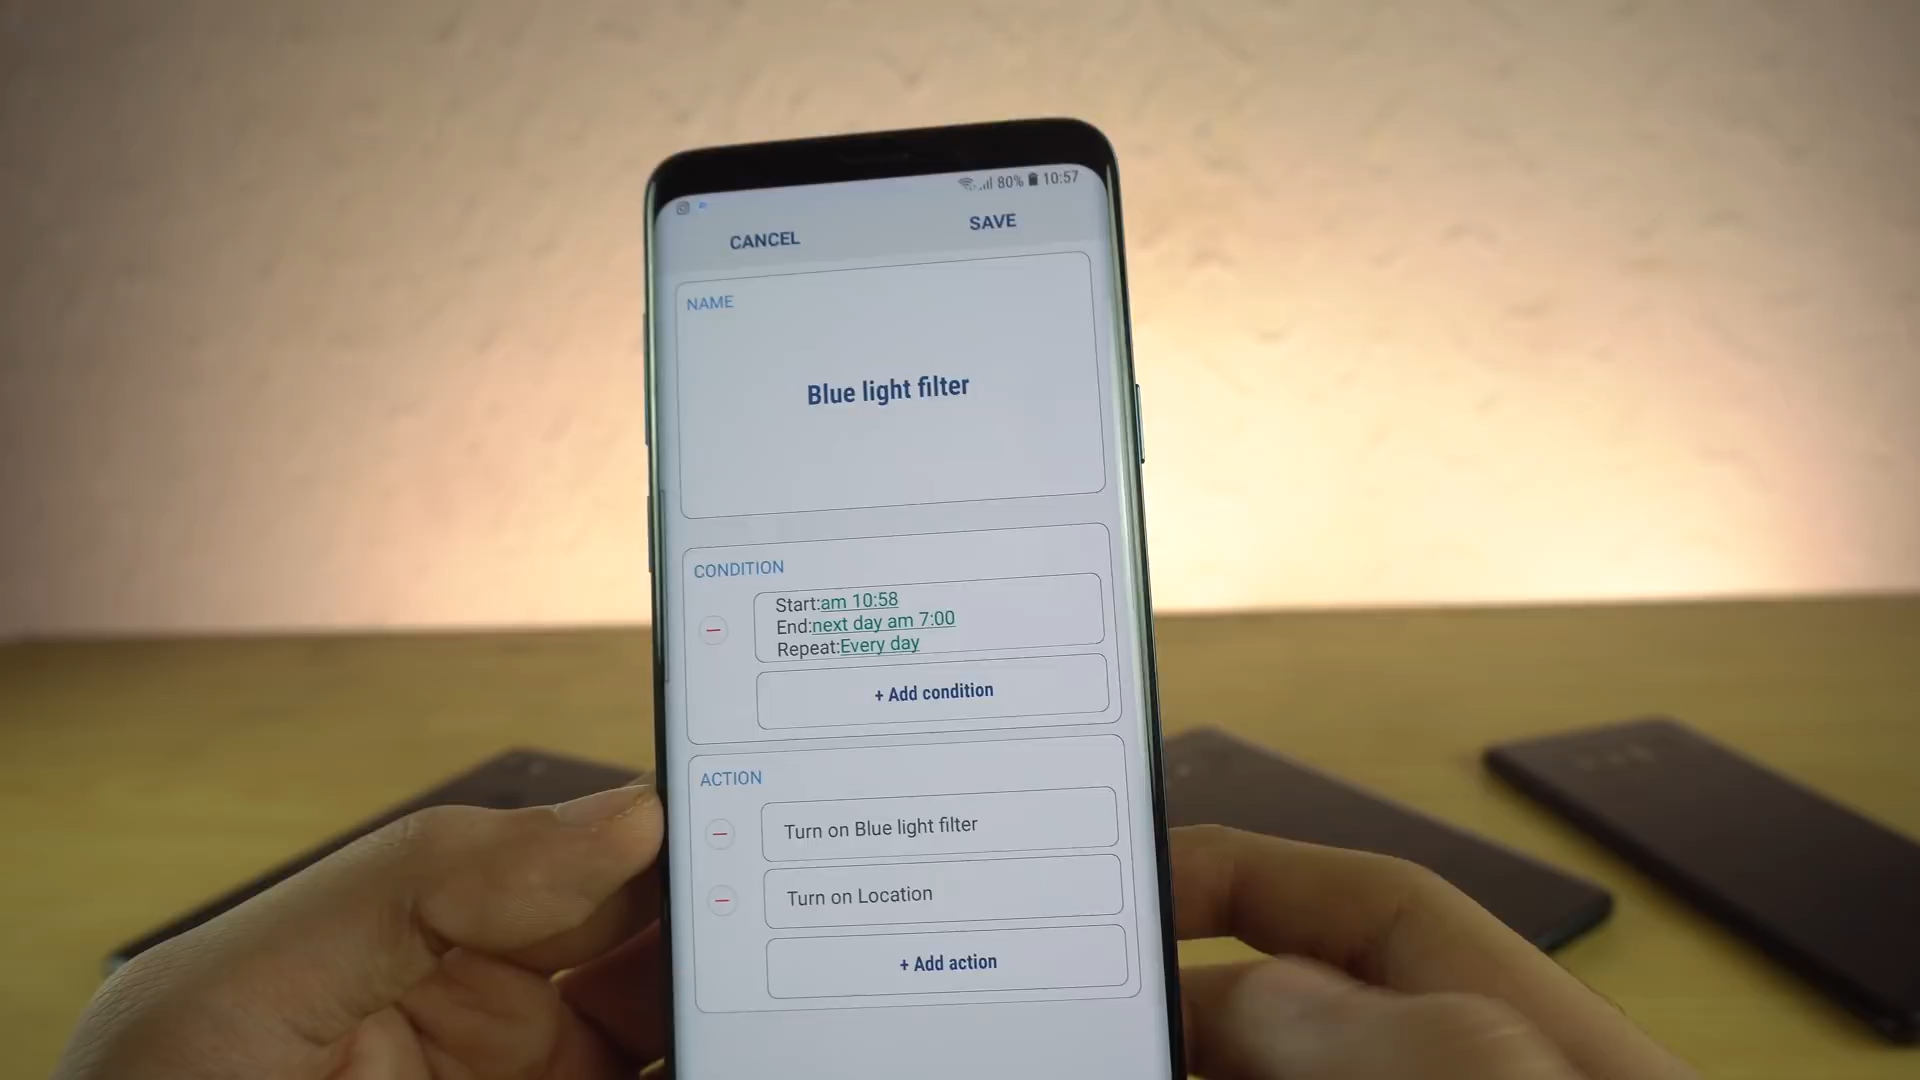 80% 10:57
CANCEL
SAVE
NAME
Blue light filter
CONDITION
Start:am 10:58
End:next day am 7:00
Repeat:Every day
+ Add condition
ACTION
Turn on Blue light filter
Turn on Location
+ Add action